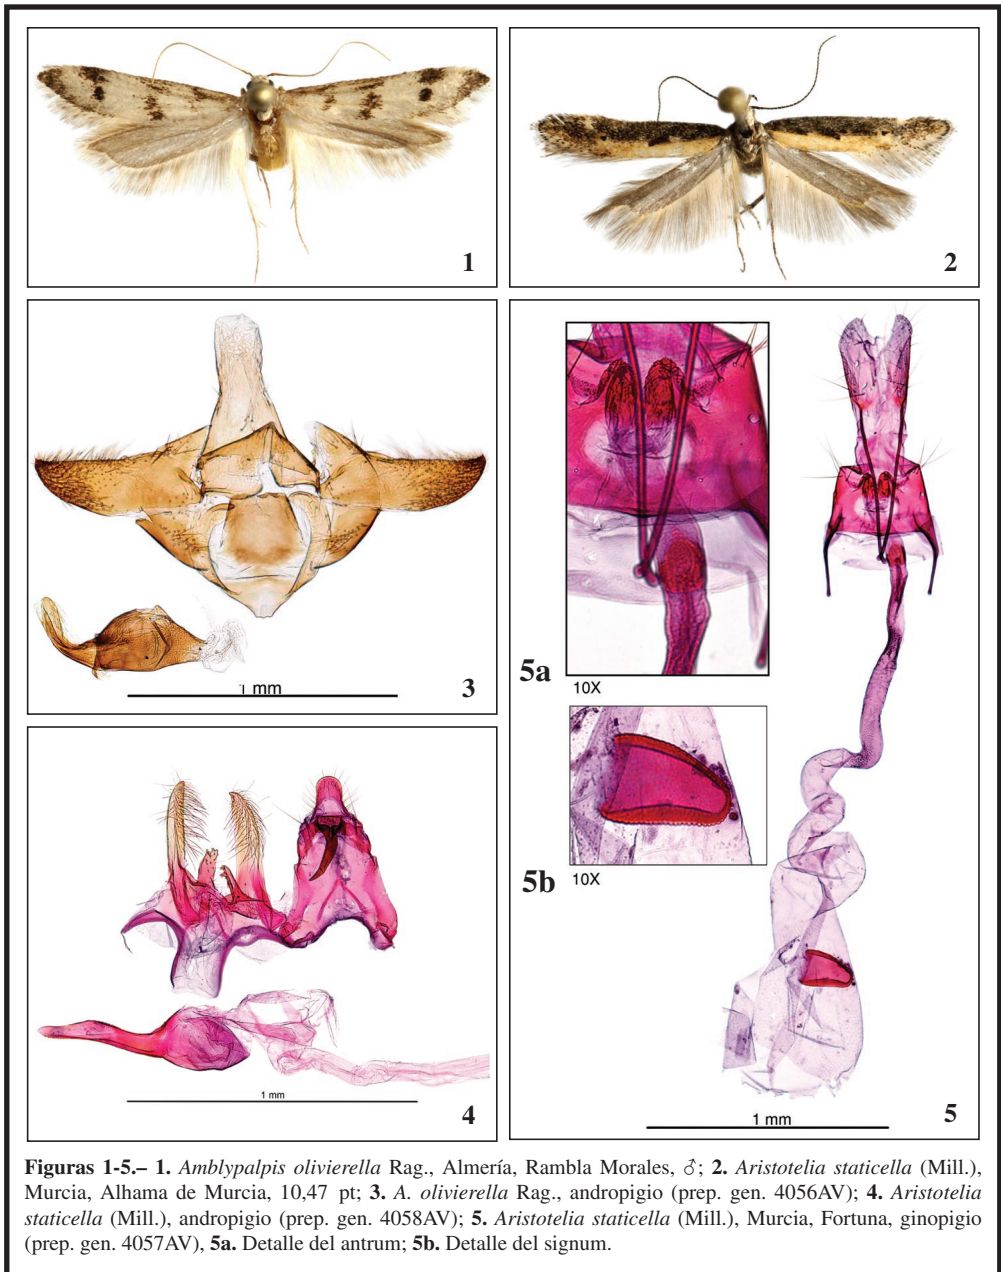 1
2
3
1 mm
4
1 mm
5a
10X
5b
10X
5
1 mm
Figuras 1-5.– 1. Amblypalpis olivierella Rag., Almería, Rambla Morales, ♂; 2. Aristotelia staticella (Mill.),
Murcia, Alhama de Murcia, 10,47 pt; 3. A. olivierella Rag., andropigio (prep. gen. 4056AV); 4. Aristotelia
staticella (Mill.), andropigio (prep. gen. 4058AV); 5. Aristotelia staticella (Mill.), Murcia, Fortuna, ginopigio
(prep. gen. 4057AV), 5a. Detalle del antrum; 5b. Detalle del signum.